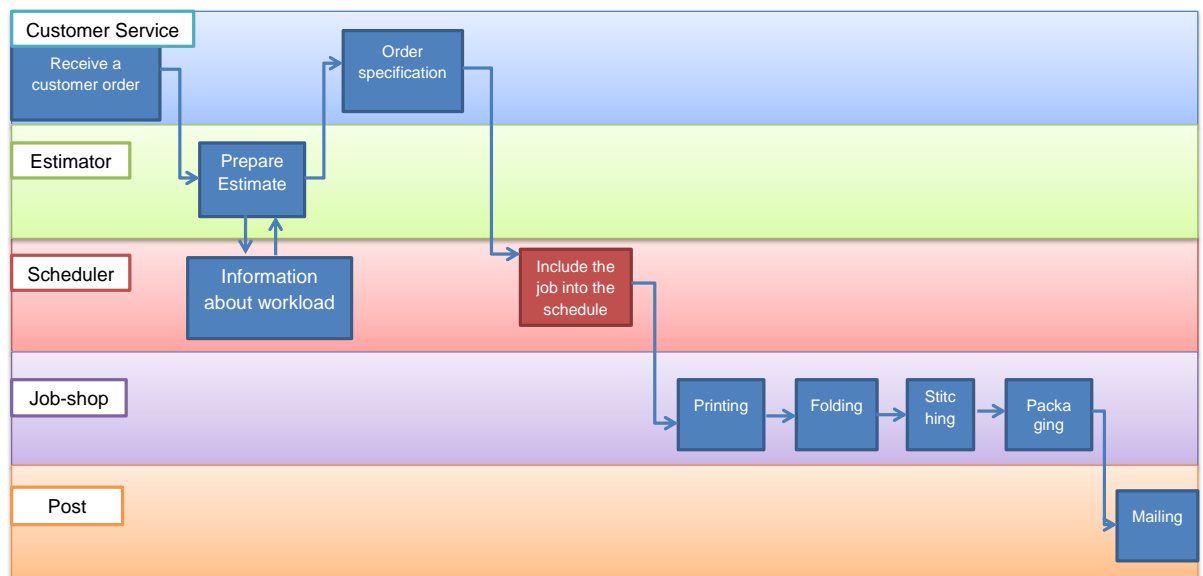 Customer Service
Receive a
customer order
Order
specification
Estimator
Prepare
Estimate
Scheduler
Information
about workload
Include the
job into the
schedule
Job-shop
Printing
Folding
Stitc
hing
Packa
ging
Post
Mailing